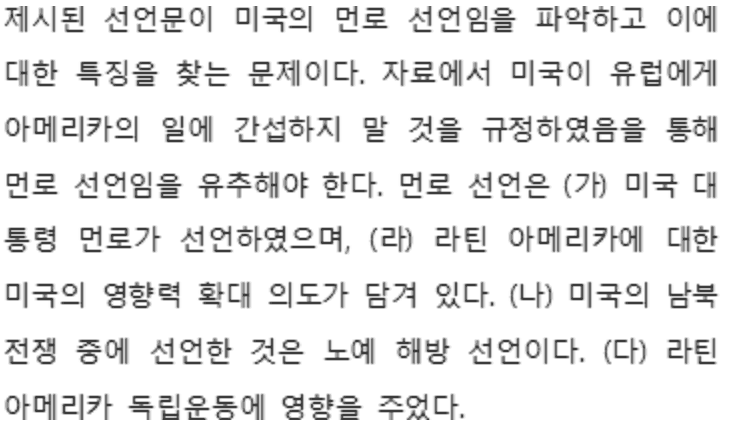 제시된 선언문이 미국의 먼로 선언임을 파악하고 이에
대한 특징을 찾는 문제이다. 자료에서 미국이 유럽에게
아메리카의 일에 간섭하지 말 것을 규정하였음을 통해
먼로 선언임을 유추해야 한다. 먼로 선언은 (가) 미국 대
통령 먼로가 선언하였으며, (라) 라틴 아메리카에 대한
미국의 영향력 확대 의도가 담겨 있다. (나) 미국의 남북
전쟁 중에 선언한 것은 노예 해방 선언이다. (다) 라틴
아메리카 독립운동에 영향을 주었다.